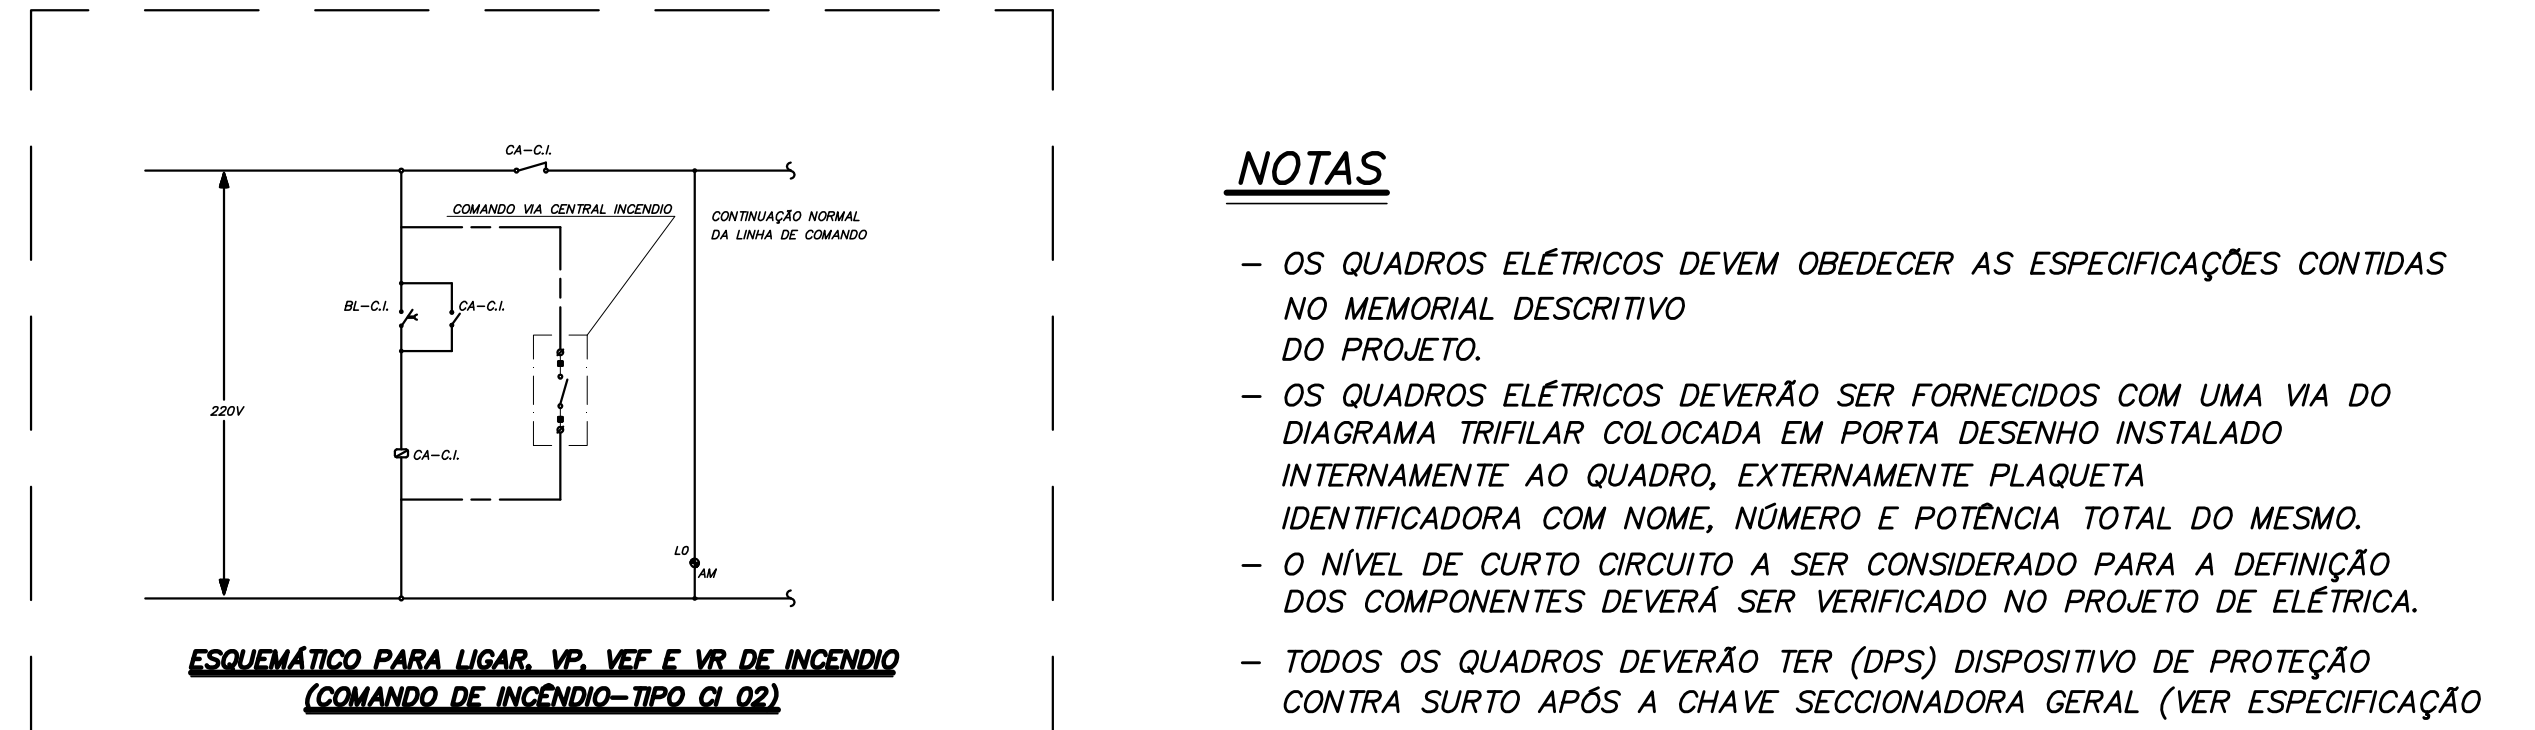 CA-C.I.
COMANDO VIA CENTRAL INCENDIO
CONTINUAÇÃO NORMAL
DA LINHA DE COMANDO
BL-C.I.
CA-C.I.
220V
CA-C.I.
LO
AM
ESQUEMÁTICO PARA LIGAR. VP. VEF E VR DE INCENDIO
(COMANDO DE INCÊNDIO-TIPO CI 02)
NOTAS
- OS QUADROS ELÉTRICOS DEVEM OBEDECER AS ESPECIFICAÇÕES CONTIDAS
NO MEMORIAL DESCRITIVO
DO PROJETO.
- OS QUADROS ELÉTRICOS DEVERÃO SER FORNECIDOS COM UMA VIA DO
DIAGRAMA TRIFILAR COLOCADA EM PORTA DESENHO INSTALADO
INTERNAMENTE AO QUADRO, EXTERNAMENTE PLAQUETA
IDENTIFICADORA COM NOME, NÚMERO E POTÊNCIA TOTAL DO MESMO.
- O NÍVEL DE CURTO CIRCUITO A SER CONSIDERADO PARA A DEFINIÇÃO
DOS COMPONENTES DEVERÁ SER VERIFICADO NO PROJETO DE ELÉTRICA.
- TODOS OS QUADROS DEVERÃO TER (DPS) DISPOSITIVO DE PROTEÇÃO
CONTRA SURTO APÓS A CHAVE SECCIONADORA GERAL (VER ESPECIFICAÇÃO